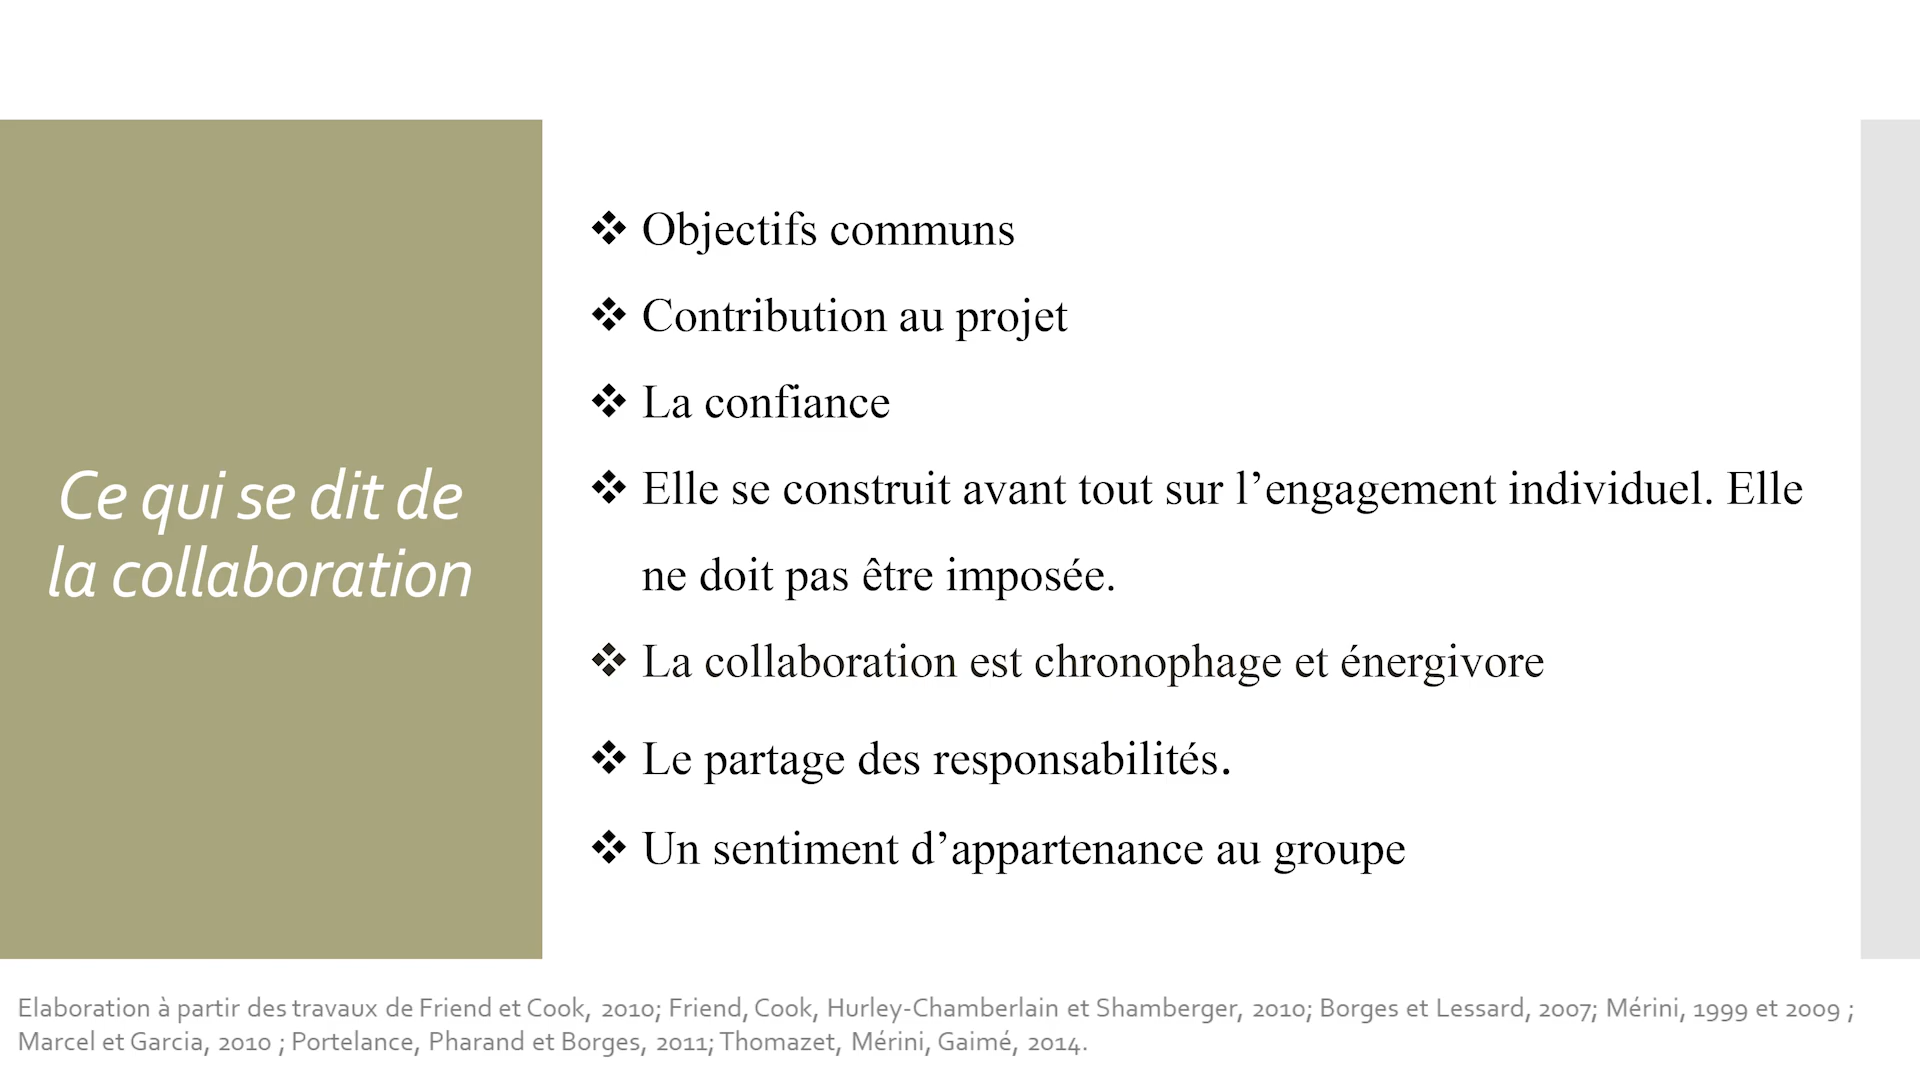 Ce qui se dit de
la collaboration
❖ Objectifs communs
❖ Contribution au projet
❖ La confiance
❖ Elle se construit avant tout sur l’engagement individuel. Elle
ne doit pas être imposée.
❖ La collaboration est chronophage et énergivore
❖ Le partage des responsabilités.
❖ Un sentiment d’appartenance au groupe
Elaboration à partir des travaux de Friend et Cook, 2010; Friend, Cook, Hurley-Chamberlain et Shamberger, 2010; Borges et Lessard, 2007; Mérini, 1999 et 2009 ;
Marcel et Garcia, 2010 ; Portelance, Pharand et Borges, 2011; Thomazet, Mérini, Gaimé, 2014.